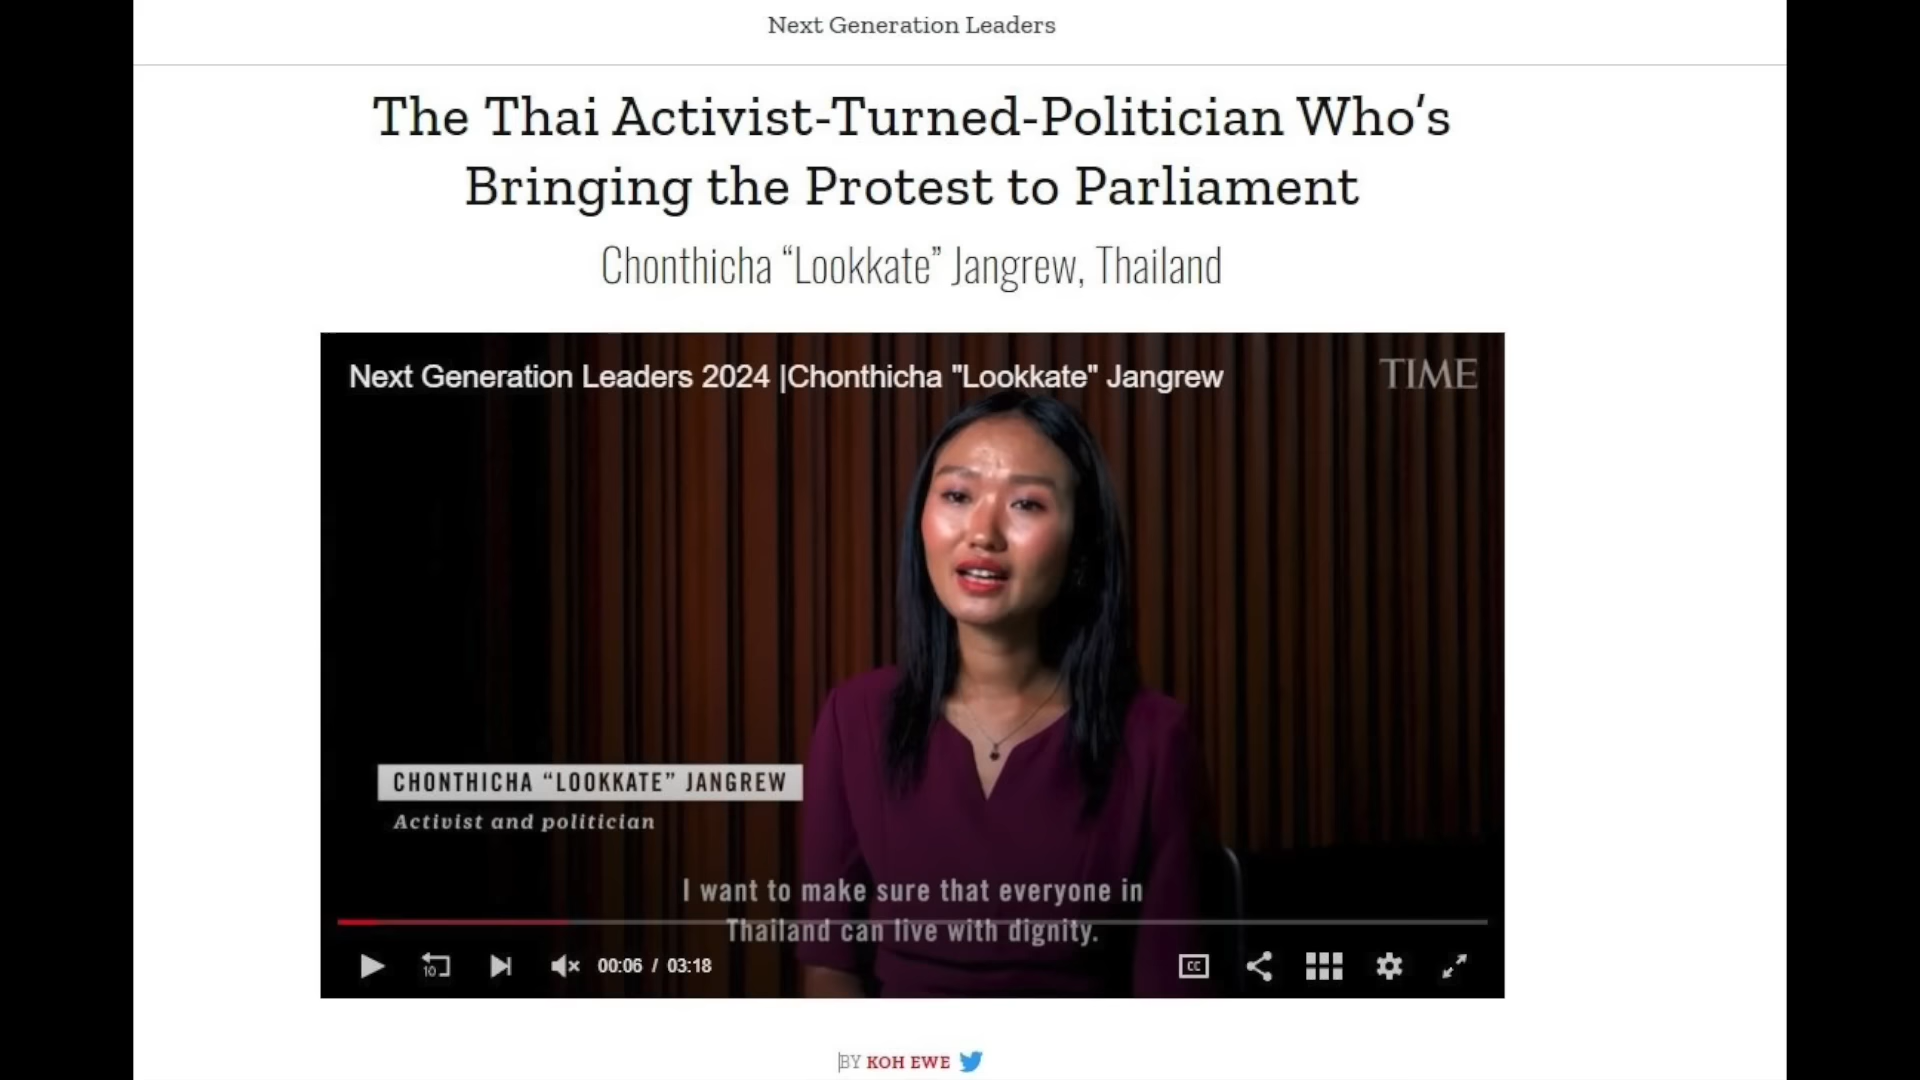 Next Generation Leaders
The Thai Activist-Turned-Politician Who's
Bringing the Protest to Parliament
Chonthicha “Lookkate” Jangrew, Thailand
Next Generation Leaders 2024 |Chonthicha "Lookkate" Jangrew
TIME
CHONTHICHA “LOOKKATE” JANGREW
Activist and politician
I want to make sure that everyone in
Thailand can live with dignity.
10
00:06 / 03:18
CC
BY KOH EWE